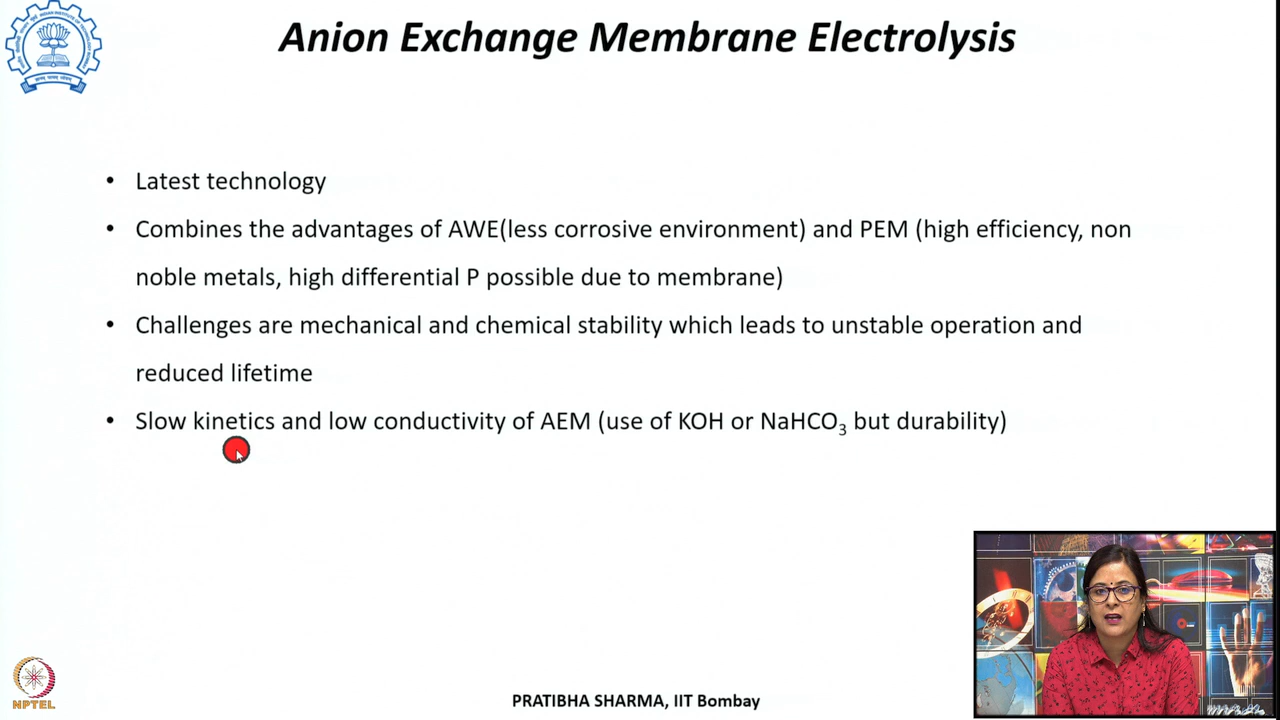 Anion Exchange Membrane Electrolysis
• Latest technology
• Combines the advantages of AWE(less corrosive environment) and PEM (high efficiency, non
noble metals, high differential P possible due to membrane)
• Challenges are mechanical and chemical stability which leads to unstable operation and
reduced lifetime
• Slow kinetics and low conductivity of AEM (use of KOH or NaHCO₃ but durability)
NPTEL
PRATIBHA SHARMA, IIT Bombay